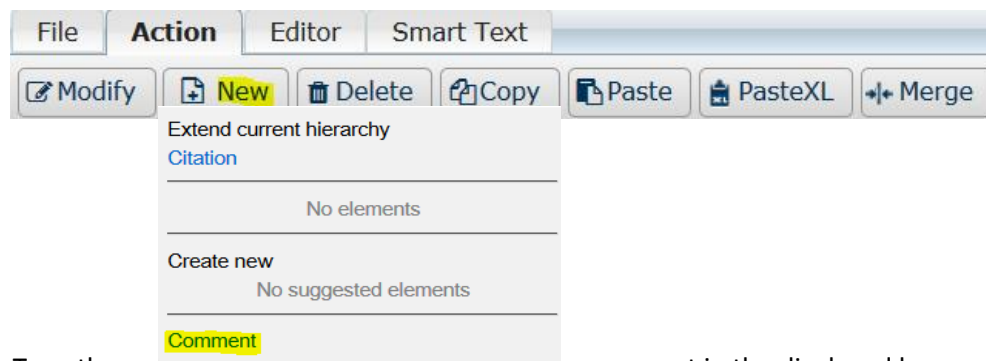 File Action Editor Smart Text
Modify New Delete Copy Paste PasteXL Merge
Extend current hierarchy
Citation
No elements
Create new
No suggested elements
Comment